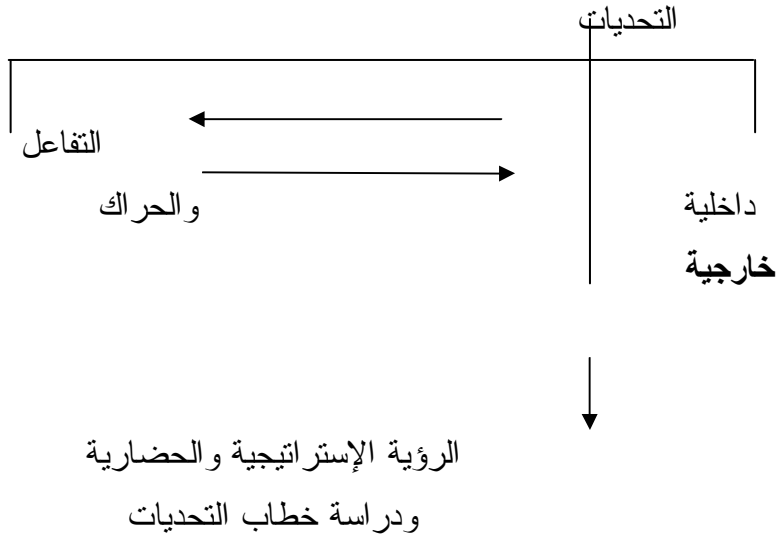 التحديات
التفاعل
والحراك
داخلية
خارجية
الرؤية الإستراتيجية والحضارية
ودراسة خطاب التحديات